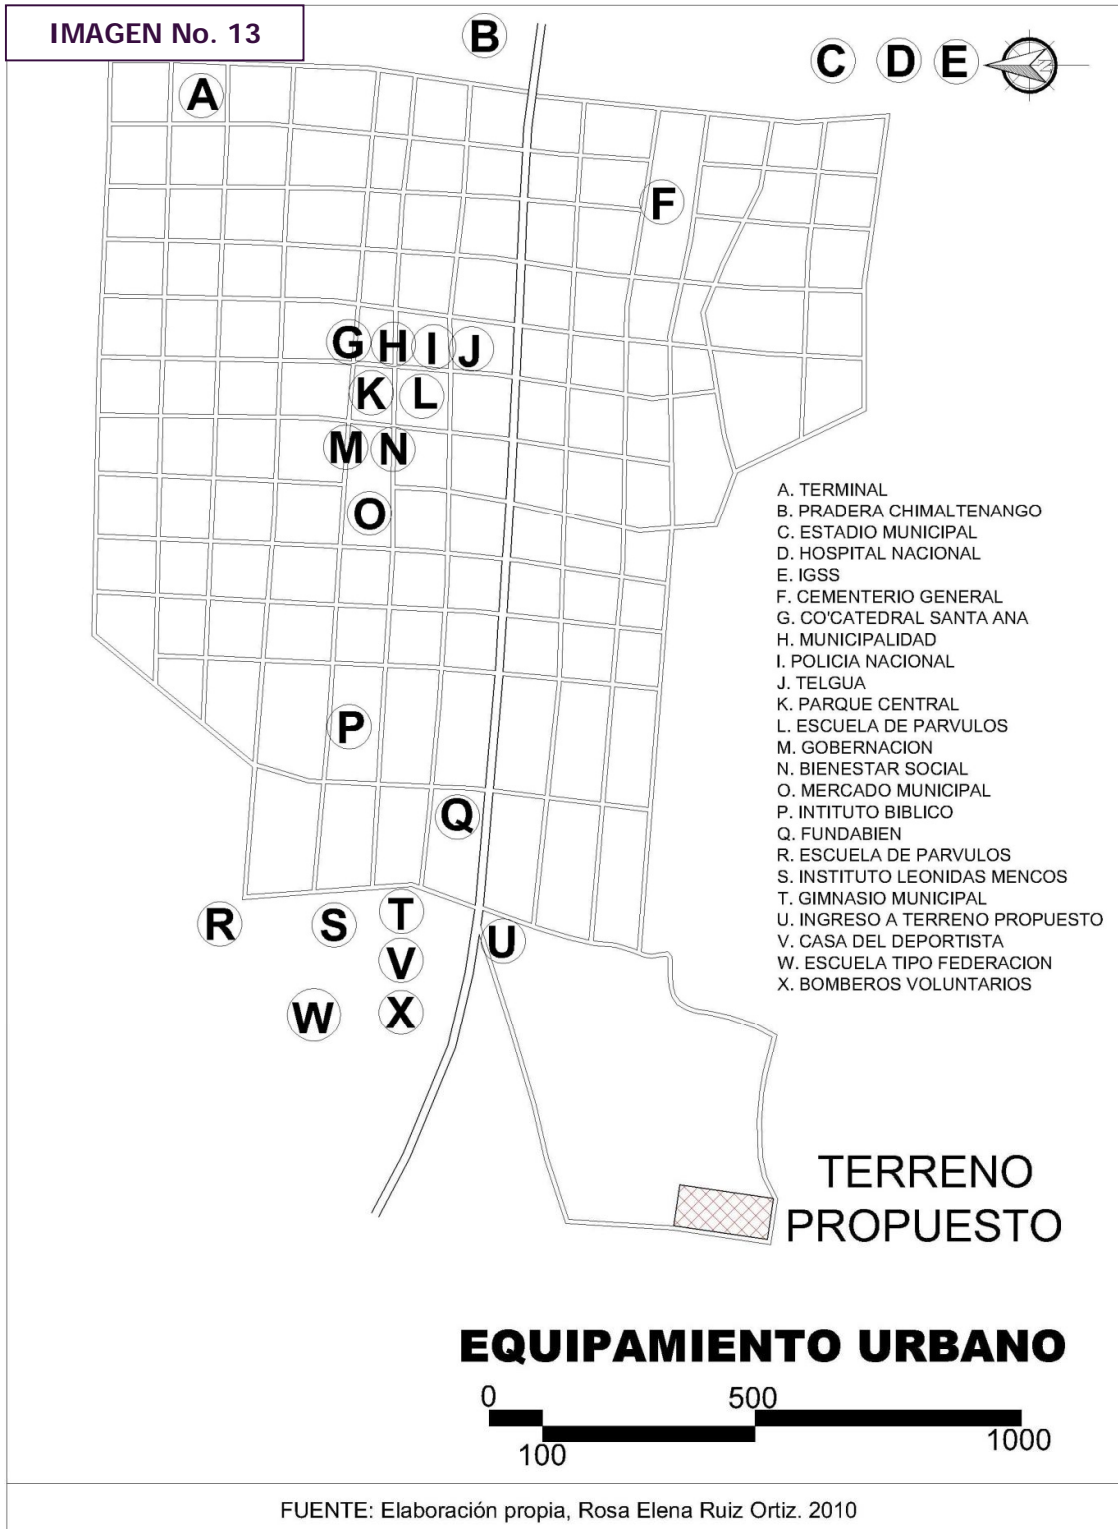 IMAGEN No. 13
B
C D E
A
F
G H I J
K L
M N
O
A. TERMINAL
B. PRADERA CHIMALTENANGO
C. ESTADIO MUNICIPAL
D. HOSPITAL NACIONAL
E. IGSS
F. CEMENTERIO GENERAL
G. CO'CATEDRAL SANTA ANA
H. MUNICIPALIDAD
I. POLICIA NACIONAL
J. TELGUA
K. PARQUE CENTRAL
L. ESCUELA DE PARVULOS
M. GOBERNACION
N. BIENESTAR SOCIAL
O. MERCADO MUNICIPAL
P. INTITUTO BIBLICO
Q. FUNDABIEN
R. ESCUELA DE PARVULOS
S. INSTITUTO LEONIDAS MENCOS
T. GIMNASIO MUNICIPAL
U. INGRESO A TERRENO PROPUESTO
V. CASA DEL DEPORTISTA
W. ESCUELA TIPO FEDERACION
X. BOMBEROS VOLUNTARIOS
P
Q
R S T
U
V
W X
TERRENO
PROPUESTO
EQUIPAMIENTO URBANO
0 500
100 1000
FUENTE: Elaboración propia, Rosa Elena Ruiz Ortiz. 2010